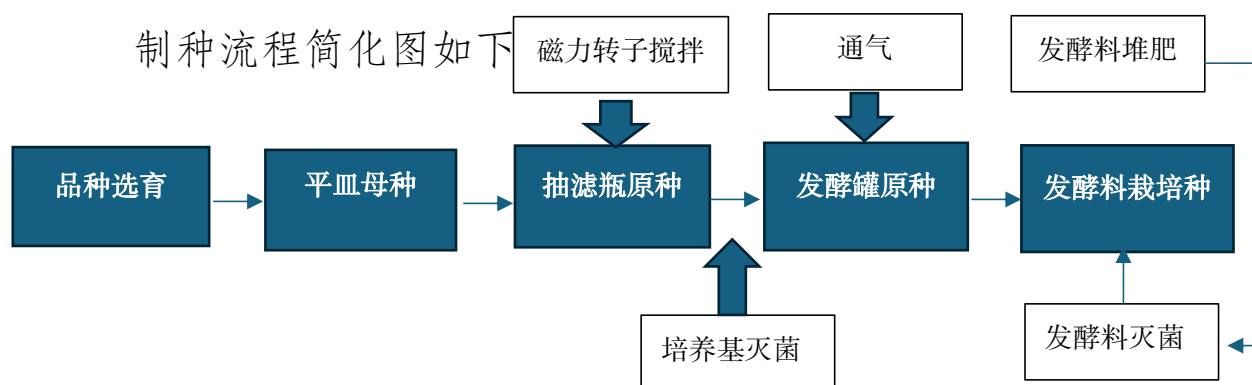 制种流程简化图如下
磁力转子搅拌
通气
发酵料堆肥
品种选育
平皿母种
抽滤瓶原种
发酵罐原种
发酵料栽培种
培养基灭菌
发酵料灭菌